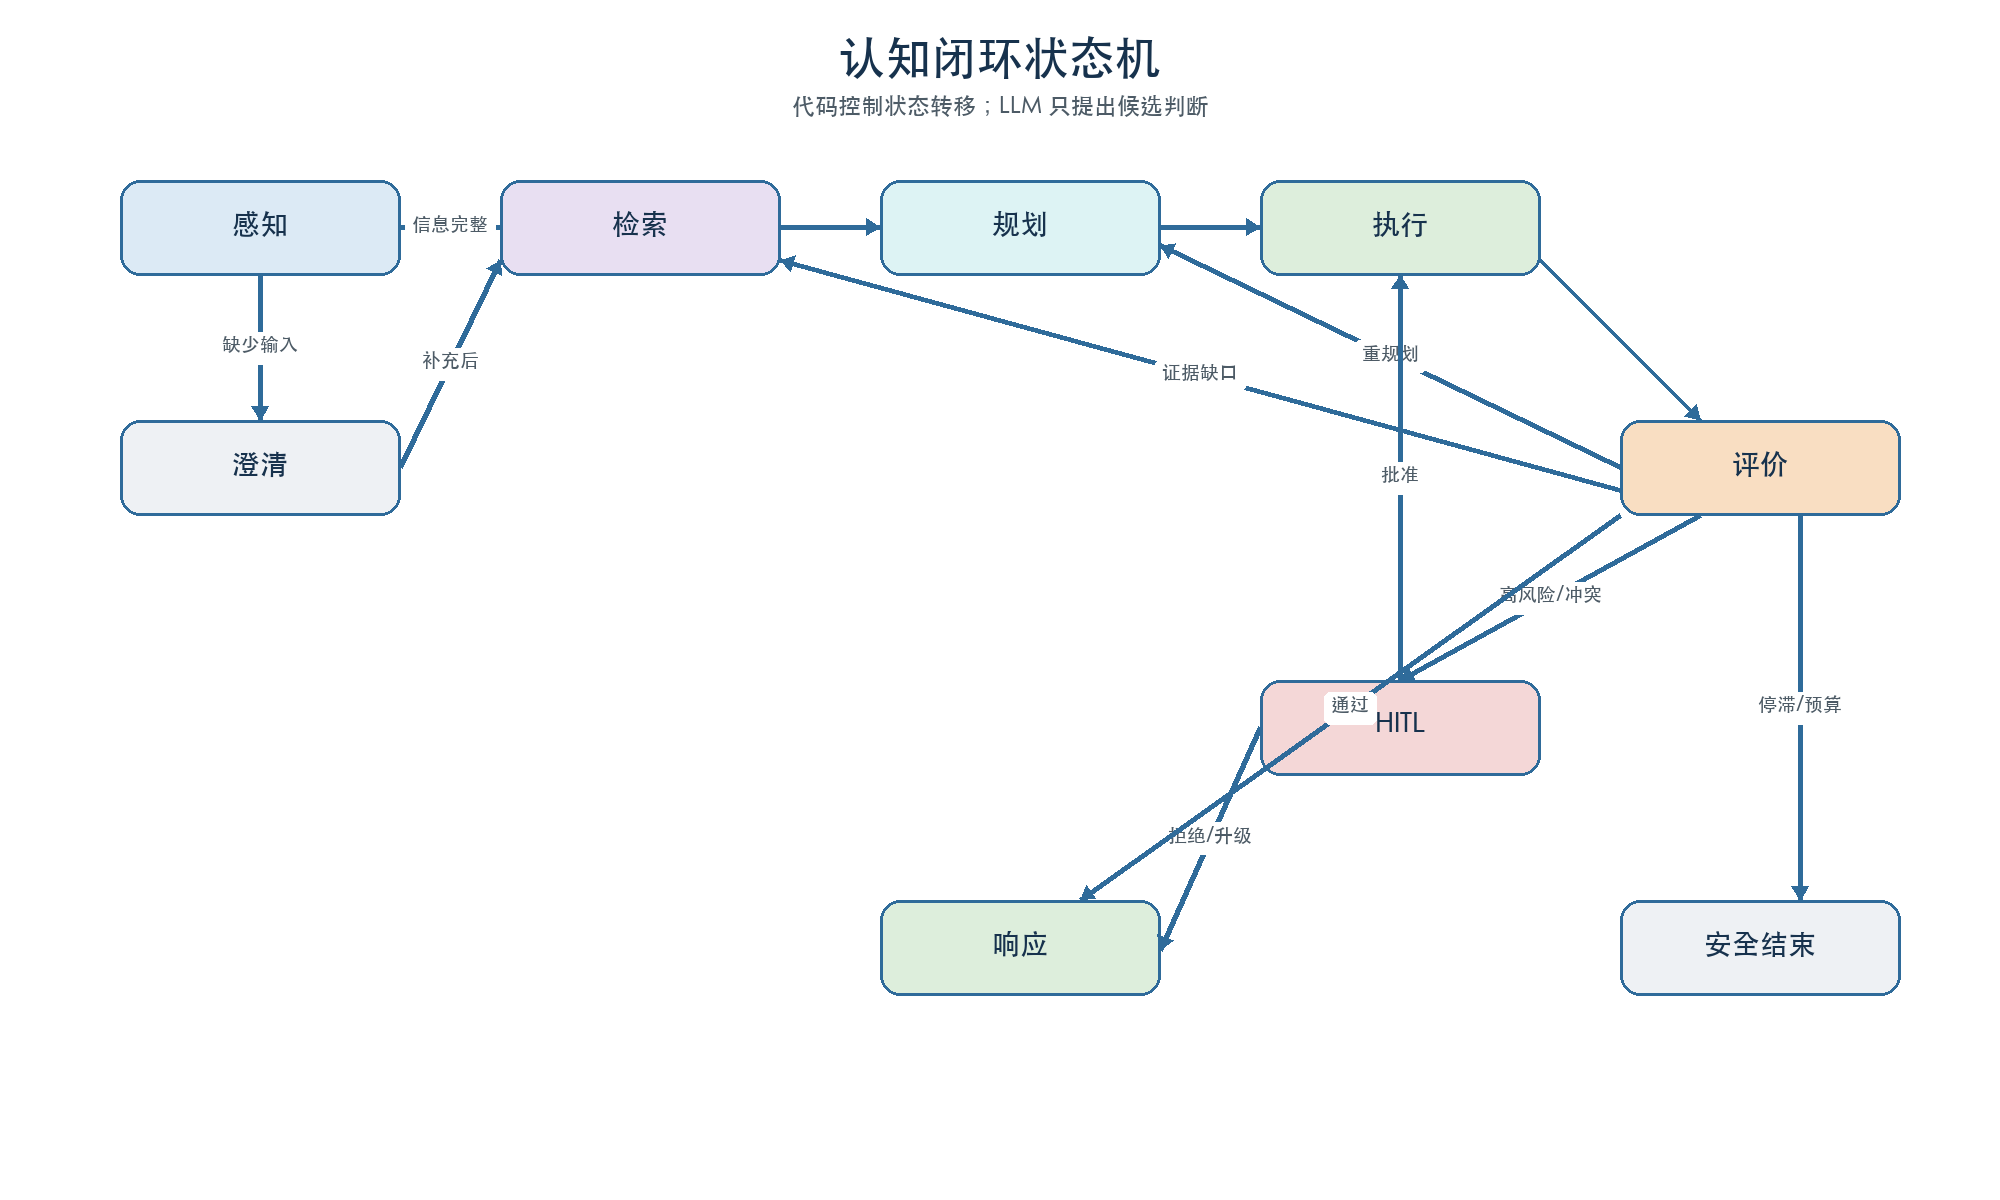 认知闭环状态机
代码控制状态转移；LLM 只提出候选判断
感知
信息完整
检索
规划
执行
缺少输入
补充后
证据缺口
重规划
澄清
批准
评价
高风险/冲突
通过
HITL
停滞/预算
拒绝/升级
响应
安全结束